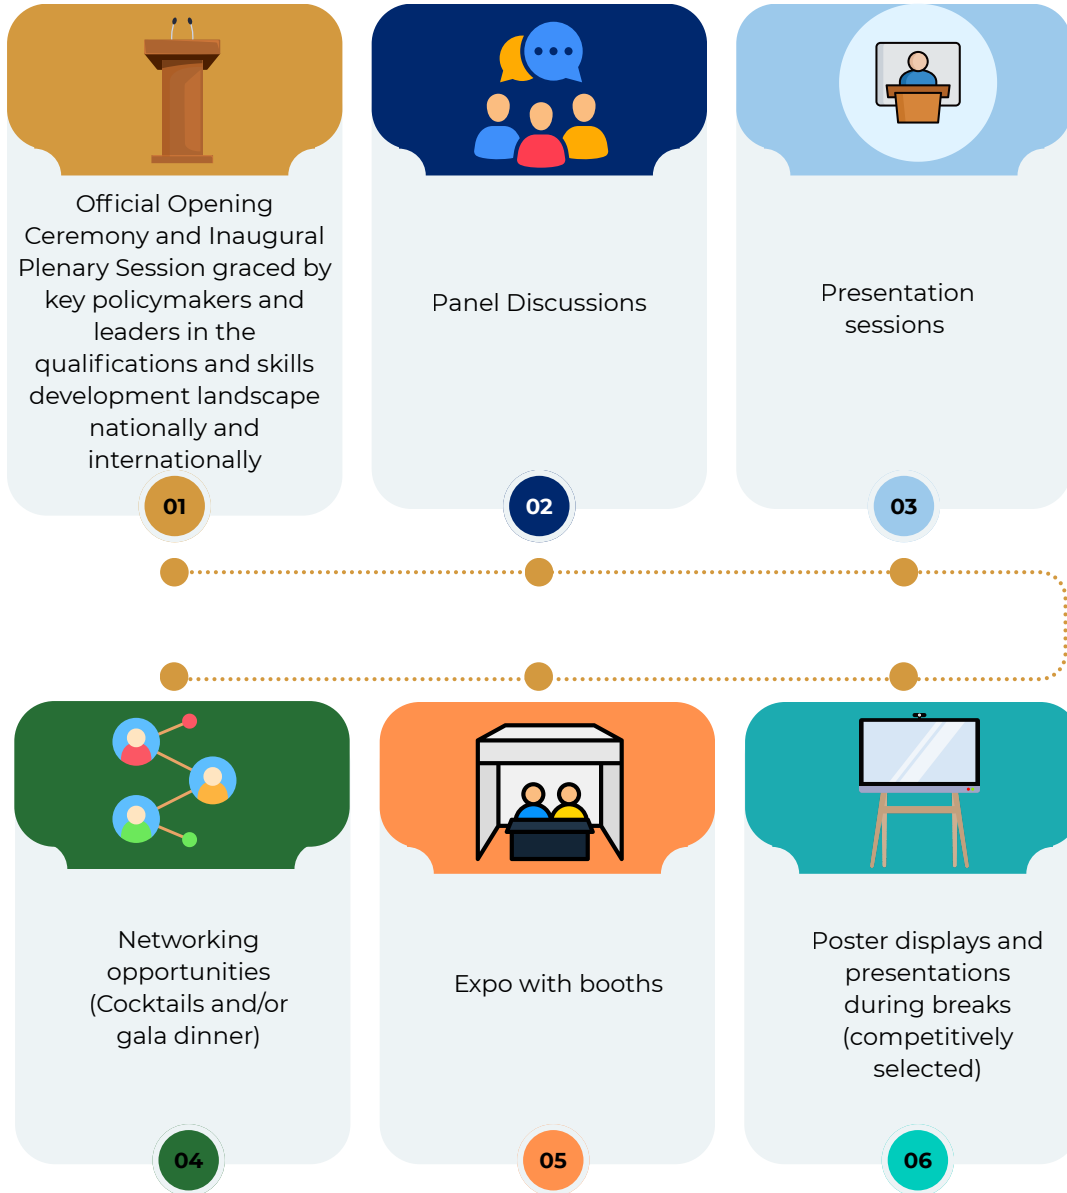 Official Opening
Ceremony and Inaugural
Plenary Session graced by
key policymakers and
leaders in the
qualifications and skills
development landscape
nationally and
internationally
01
Panel Discussions
02
Presentation
sessions
03
Networking
opportunities
(Cocktails and/or
gala dinner)
04
Expo with booths
05
Poster displays and
presentations
during breaks
(competitively
selected)
06